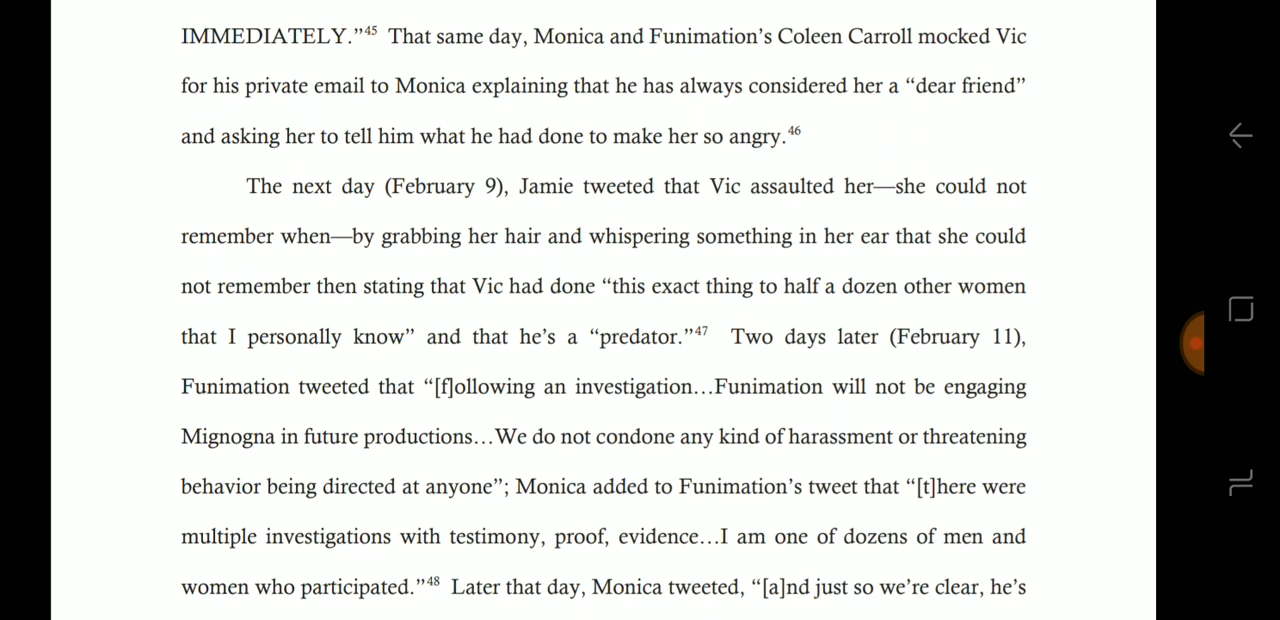 IMMEDIATELY.”45 That same day, Monica and Funimation’s Coleen Carroll mocked Vic
for his private email to Monica explaining that he has always considered her a “dear friend”
and asking her to tell him what he had done to make her so angry.46
The next day (February 9), Jamie tweeted that Vic assaulted her—she could not
remember when—by grabbing her hair and whispering something in her ear that she could
not remember then stating that Vic had done “this exact thing to half a dozen other women
that I personally know” and that he’s a “predator.”47 Two days later (February 11),
Funimation tweeted that “[f]ollowing an investigation…Funimation will not be engaging
Mignogna in future productions…We do not condone any kind of harassment or threatening
behavior being directed at anyone”; Monica added to Funimation’s tweet that “[t]here were
multiple investigations with testimony, proof, evidence…I am one of dozens of men and
women who participated.”48 Later that day, Monica tweeted, “[a]nd just so we’re clear, he’s